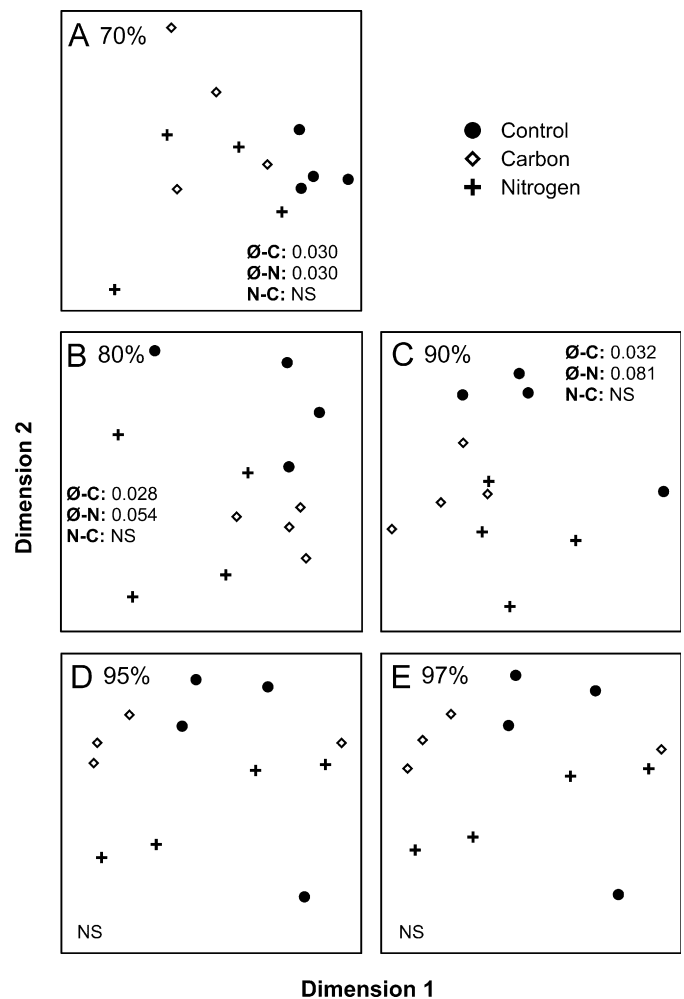 A 70%
Control
Carbon
Nitrogen
Ø-C: 0.030
Ø-N: 0.030
N-C: NS
B 80%
Ø-C: 0.028
Ø-N: 0.054
N-C: NS
C 90%
Ø-C: 0.032
Ø-N: 0.081
N-C: NS
Dimension 2
D 95%
NS
E 97%
NS
Dimension 1